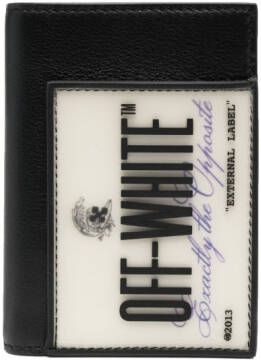 OFF-WHITE™
Exactly the Opposite
"EXTERNAL LABEL"
©2013